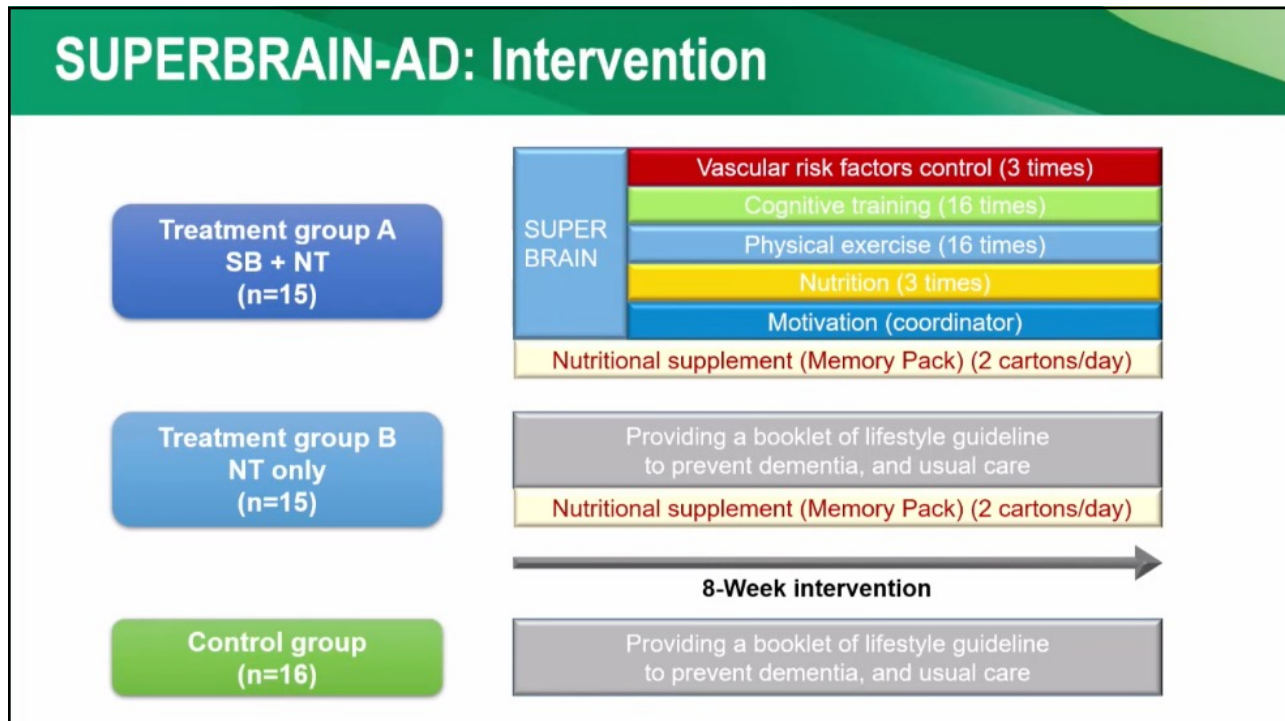 SUPERBRAIN-AD: Intervention
Treatment group A
SB + NT
(n=15)
SUPER
BRAIN
Vascular risk factors control (3 times)
Cognitive training (16 times)
Physical exercise (16 times)
Nutrition (3 times)
Motivation (coordinator)
Nutritional supplement (Memory Pack) (2 cartons/day)
Treatment group B
NT only
(n=15)
Providing a booklet of lifestyle guideline
to prevent dementia, and usual care
Nutritional supplement (Memory Pack) (2 cartons/day)
8-Week intervention
Control group
(n=16)
Providing a booklet of lifestyle guideline
to prevent dementia, and usual care